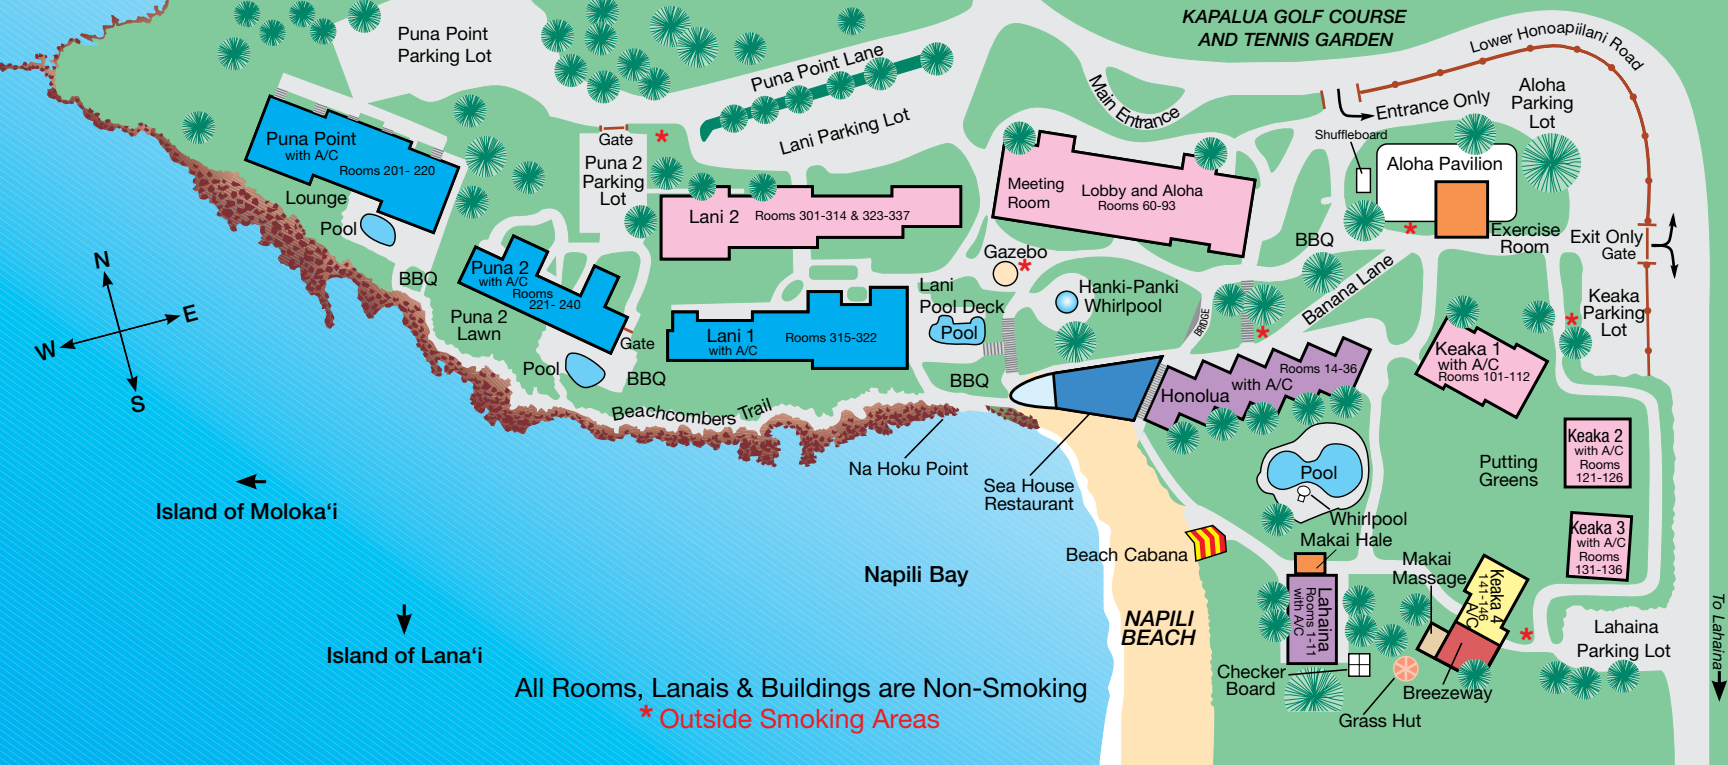 KAPALUA GOLF COURSE
AND TENNIS GARDEN
Lower Honoapiilani Road
Puna Point
Parking Lot
Puna Point Lane
Main Entrance
Entrance Only
Aloha
Parking
Lot
Lani Parking Lot
Shuffleboard
Gate
*
Puna Point
with A/C
Rooms 201- 220
Puna 2
Parking
Lot
Aloha Pavilion
Meeting
Room
Lobby and Aloha
Rooms 60-93
Lounge
Pool
Lani 2
Rooms 301-314 & 323-337
*
Exercise
Room
Exit Only
Gate
BBQ
Gazebo
*
N
E
W
S
BBQ
Puna 2
with A/C
Rooms
221- 240
Lani
Pool Deck
Pool
Hanki-Panki
Whirlpool
BRIDGE
Banana Lane
*
Keaka
Parking
Lot
*
Puna 2
Lawn
Gate
Lani 1
with A/C
Rooms 315-322
Keaka 1
with A/C
Rooms 101-112
Pool
BBQ
BBQ
Rooms 14-36
with A/C
Honolua
Beachcombers Trail
Keaka 2
with A/C
Rooms
121-126
Na Hoku Point
Sea House
Restaurant
Pool
Putting
Greens
Island of Moloka‘i
Whirlpool
Makai Hale
Keaka 3
with A/C
Rooms
131-136
Beach Cabana
Makai
Massage
Napili Bay
Keaka 4
141-146
A/C
Lahaina
Rooms 1-11
with A/C
NAPILI
BEACH
*
Lahaina
Parking Lot
To Lahaina
Island of Lana‘i
Checker
Board
Breezeway
Grass Hut
All Rooms, Lanais & Buildings are Non-Smoking
* Outside Smoking Areas